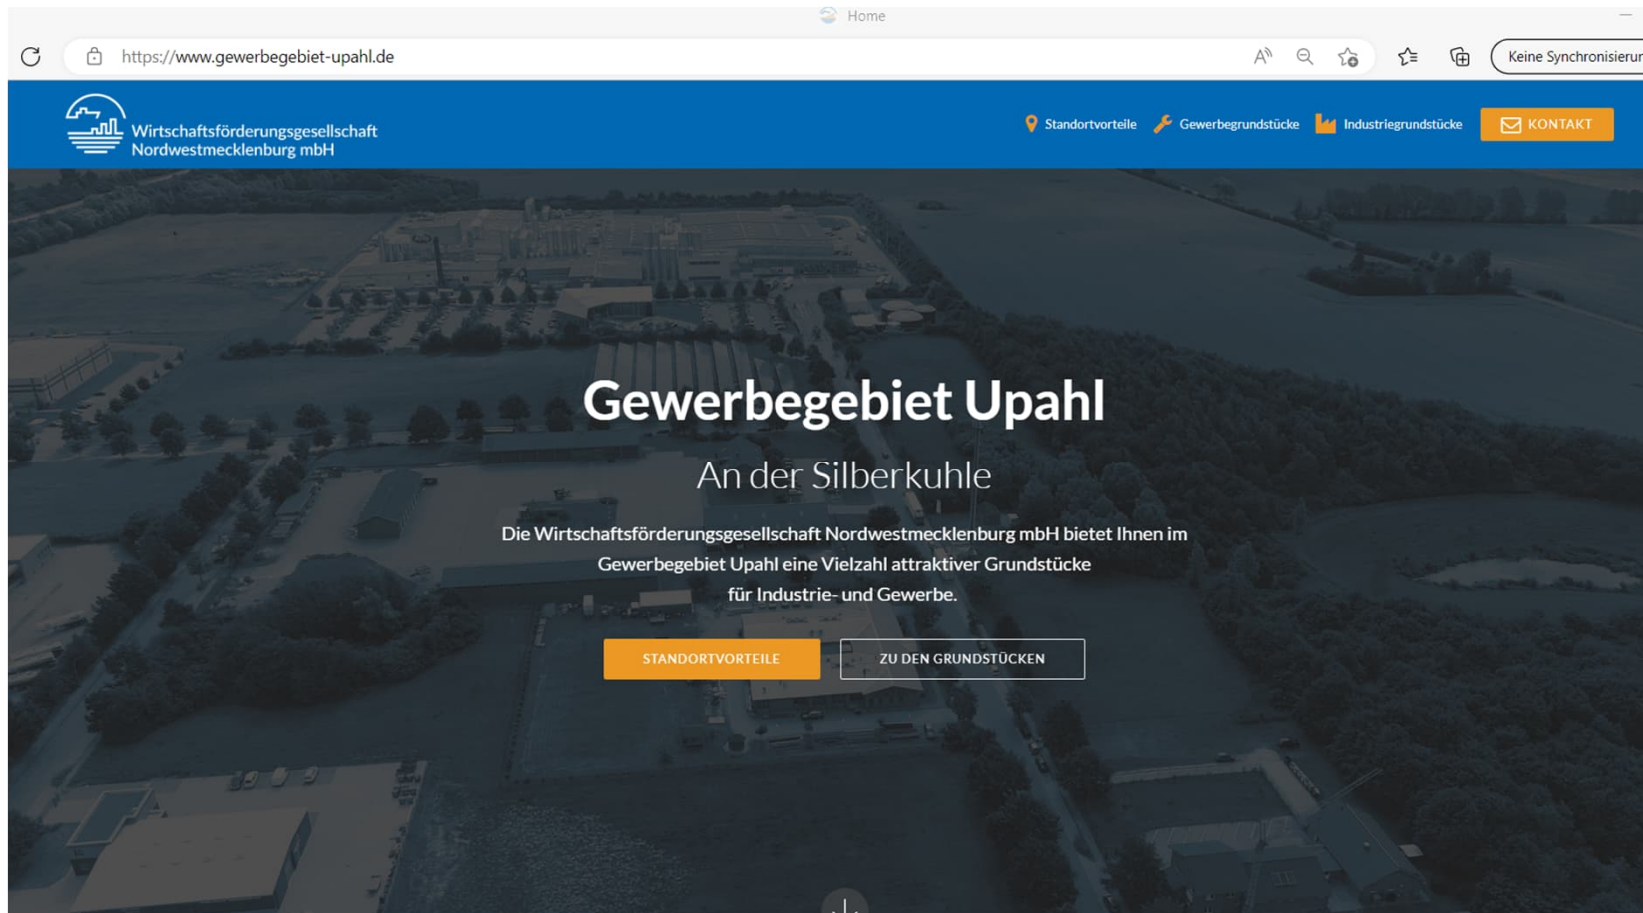 Home
https://www.gewerbegebiet-upahl.de
Keine Synchronisierun
Wirtschaftsförderungsgesellschaft
Nordwestmecklenburg mbH
Standortvorteile
Gewerbegrundstücke
Industriegrundstücke
KONTAKT
Gewerbegebiet Upahl
An der Silberkuhle
Die Wirtschaftsförderungsgesellschaft Nordwestmecklenburg mbH bietet Ihnen im
Gewerbegebiet Upahl eine Vielzahl attraktiver Grundstücke
für Industrie- und Gewerbe.
STANDORTVORTEILE
ZU DEN GRUNDSTÜCKEN